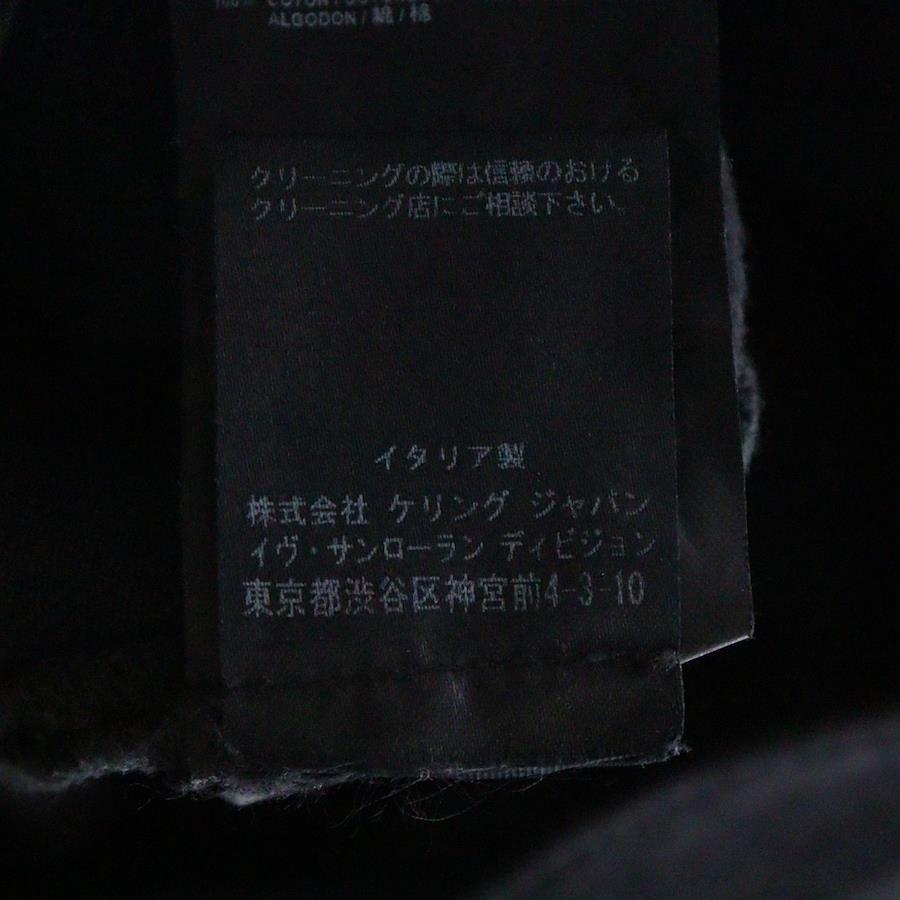 100%
ALGODON / 綿 / 棉
クリーニングの際は信頼のおける
クリーニング店にご相談下さい。
イタリア製
株式会社 ケリング ジャパン
イヴ・サンローラン ディビジョン
東京都渋谷区神宮前4-3-10